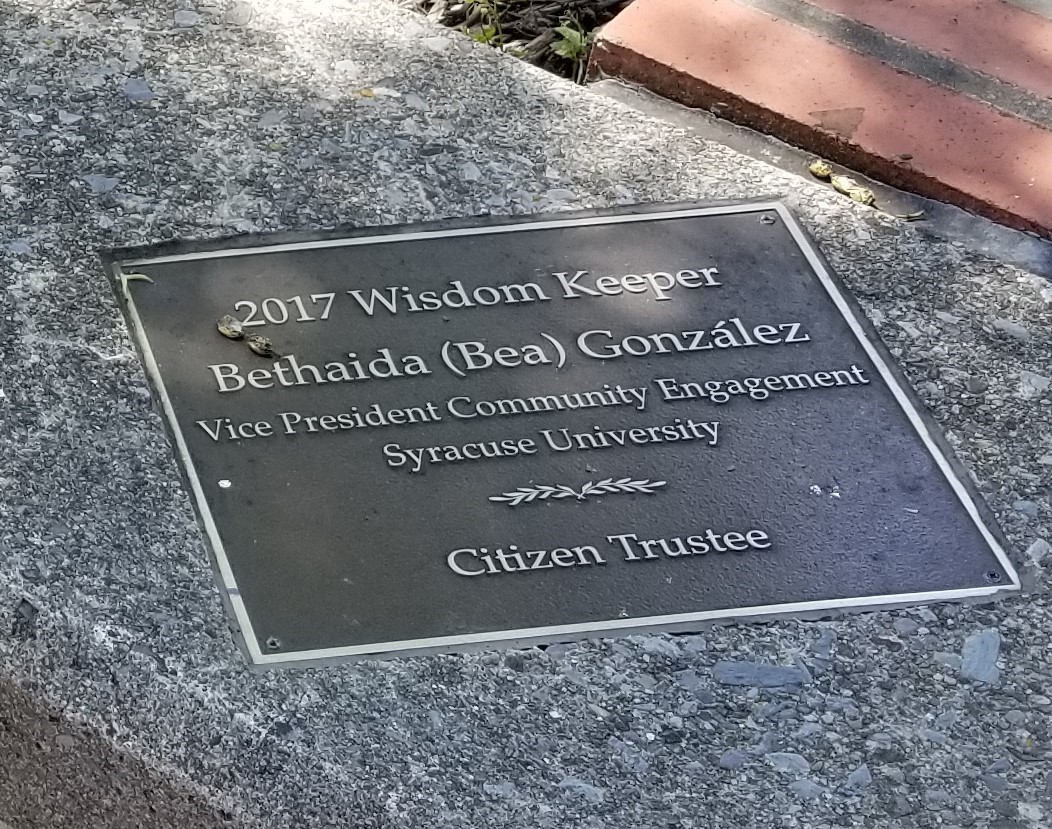 2017 Wisdom Keeper
Bethaida (Bea) González
Vice President Community Engagement
Syracuse University
Citizen Trustee